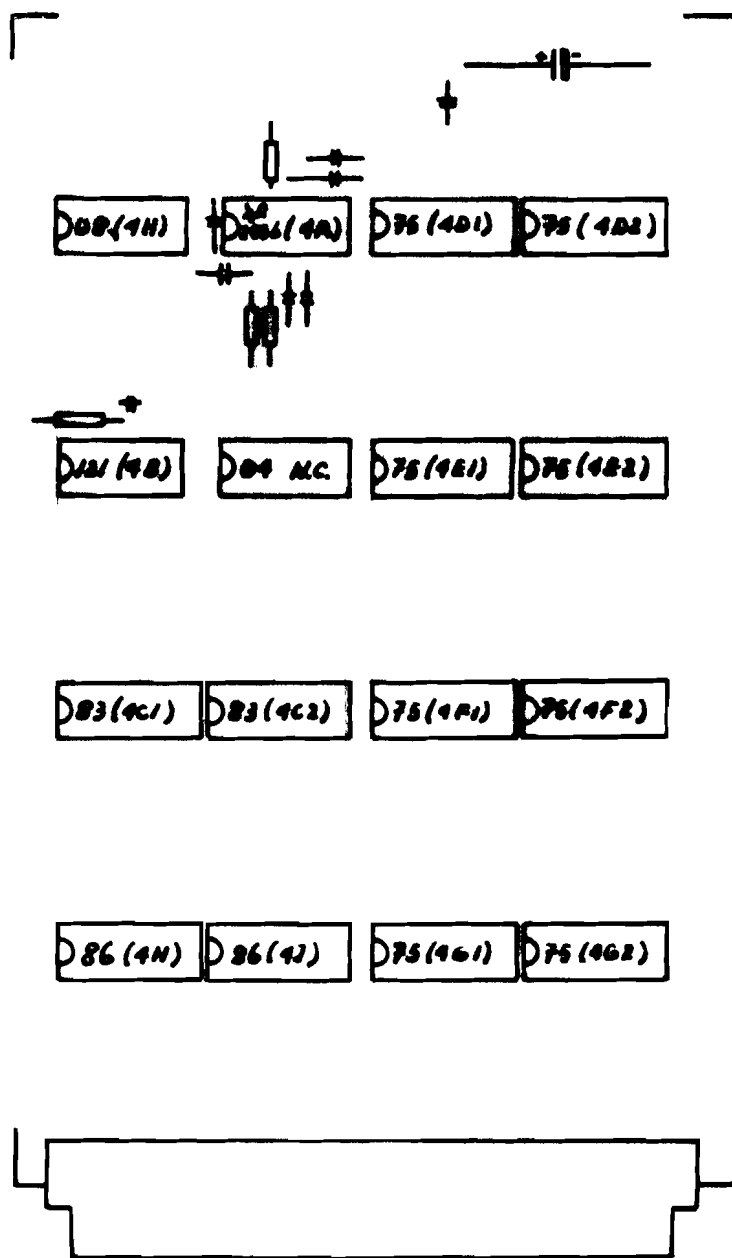 + -
08 (4H) (4A) 75 (4D1) 75 (4D2)
121 (4B) 04 N.C. 75 (4E1) 75 (4E2)
83 (4C1) 83 (4C2) 75 (4F1) 75 (4F2)
86 (4H) 86 (4J) 75 (4G1) 75 (4G2)